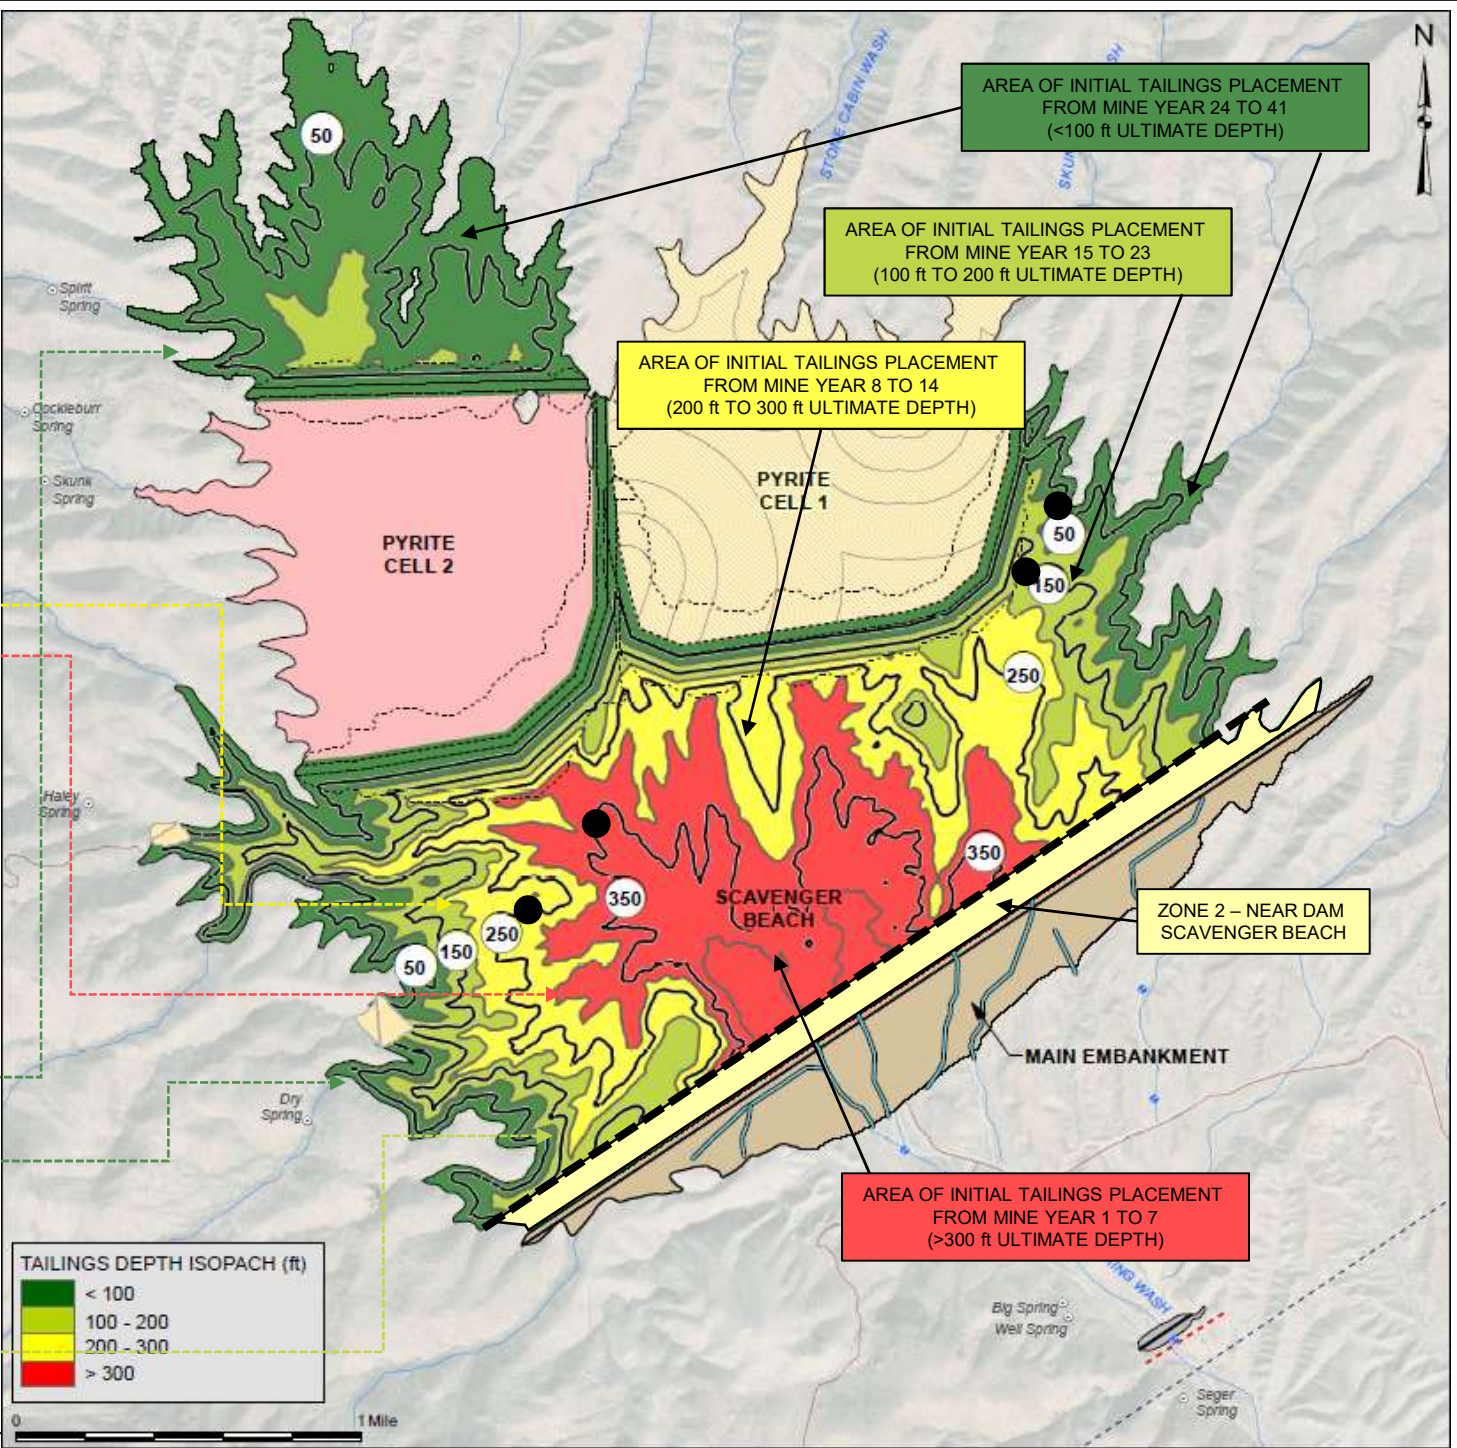 N
STONE CABIN WASH
SKUN
SH
AREA OF INITIAL TAILINGS PLACEMENT
FROM MINE YEAR 24 TO 41
(<100 ft ULTIMATE DEPTH)
50
AREA OF INITIAL TAILINGS PLACEMENT
FROM MINE YEAR 15 TO 23
(100 ft TO 200 ft ULTIMATE DEPTH)
Spirit
Spring
AREA OF INITIAL TAILINGS PLACEMENT
FROM MINE YEAR 8 TO 14
(200 ft TO 300 ft ULTIMATE DEPTH)
Cockleburr
Spring
Skunk
Spring
PYRITE
CELL 1
PYRITE
CELL 2
50
150
250
Haley
Spring
350
350
SCAVENGER
BEACH
ZONE 2 – NEAR DAM
SCAVENGER BEACH
250
150
50
MAIN EMBANKMENT
Dry
Spring
AREA OF INITIAL TAILINGS PLACEMENT
FROM MINE YEAR 1 TO 7
(>300 ft ULTIMATE DEPTH)
TAILINGS DEPTH ISOPACH (ft)
< 100
100 - 200
200 - 300
> 300
ING WASH
Big Spring
Well Spring
Seger
Spring
0
1 Mile